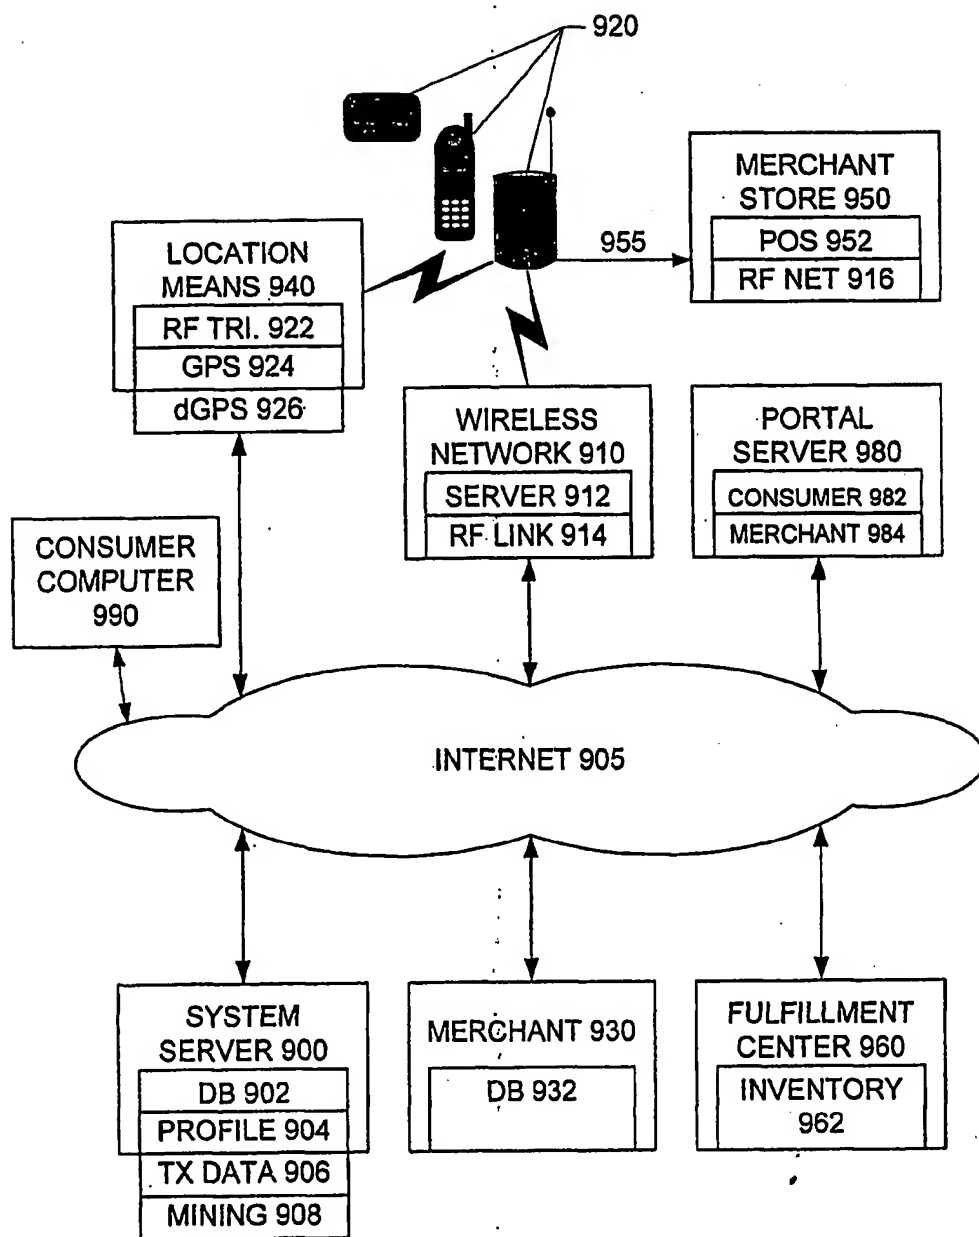 920
MERCHANT
STORE 950
POS 952
RF NET 916
955
LOCATION
MEANS 940
RF TRI. 922
GPS 924
dGPS 926
WIRELESS
NETWORK 910
SERVER 912
RF LINK 914
PORTAL
SERVER 980
CONSUMER 982
MERCHANT 984
CONSUMER
COMPUTER
990
INTERNET 905
SYSTEM
SERVER 900
DB 902
PROFILE 904
TX DATA 906
MINING 908
MERCHANT 930
DB 932
FULFILLMENT
CENTER 960
INVENTORY
962